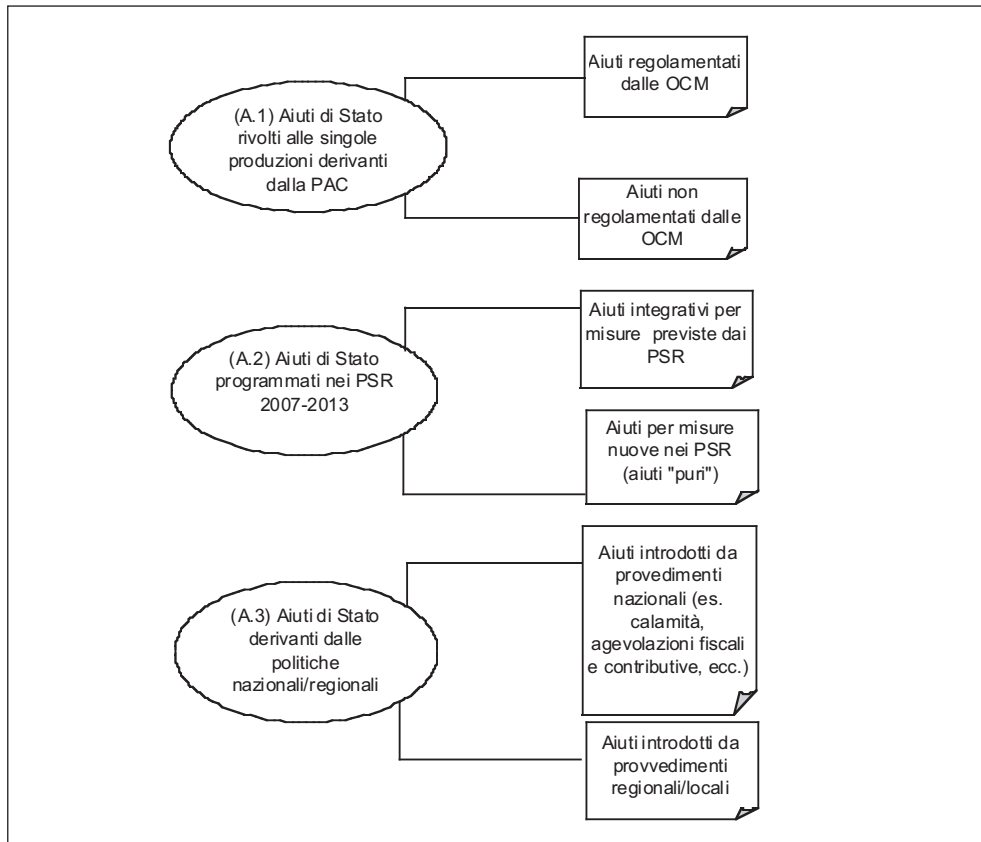 (A.1) Aiuti di Stato
rivolti alle singole
produzioni derivanti
dalla PAC
Aiuti regolamentati
dalle OCM
Aiuti non
regolamentati dalle
OCM
(A.2) Aiuti di Stato
programmati nei PSR
2007-2013
Aiuti integrativi per
misure previste dai
PSR
Aiuti per misure
nuove nei PSR
(aiuti "puri")
(A.3) Aiuti di Stato
derivanti dalle
politiche
nazionali/regionali
Aiuti introdotti da
provedimenti
nazionali (es.
calamità,
agevolazioni fiscali
e contributive, ecc.)
Aiuti introdotti da
provvedimenti
regionali/locali